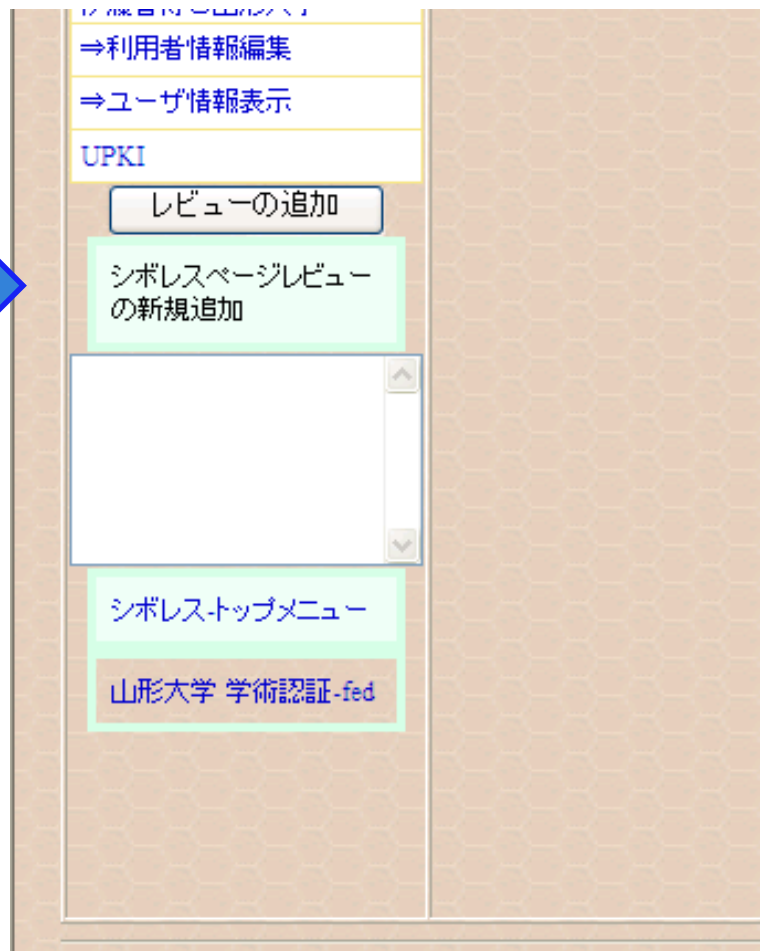 ⇒利用者情報編集
⇒ユーザ情報表示
UPKI
レビューの追加
シボレスページレビュー
の新規追加
シボレス-トップメニュー
山形大学 学術認証-fed